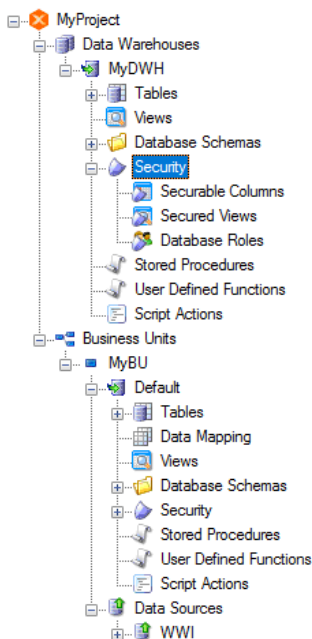 MyProject
Data Warehouses
MyDWH
Tables
Views
Database Schemas
Security
Securable Columns
Secured Views
Database Roles
Stored Procedures
User Defined Functions
Script Actions
Business Units
MyBU
Default
Tables
Data Mapping
Views
Database Schemas
Security
Stored Procedures
User Defined Functions
Script Actions
Data Sources
WWI